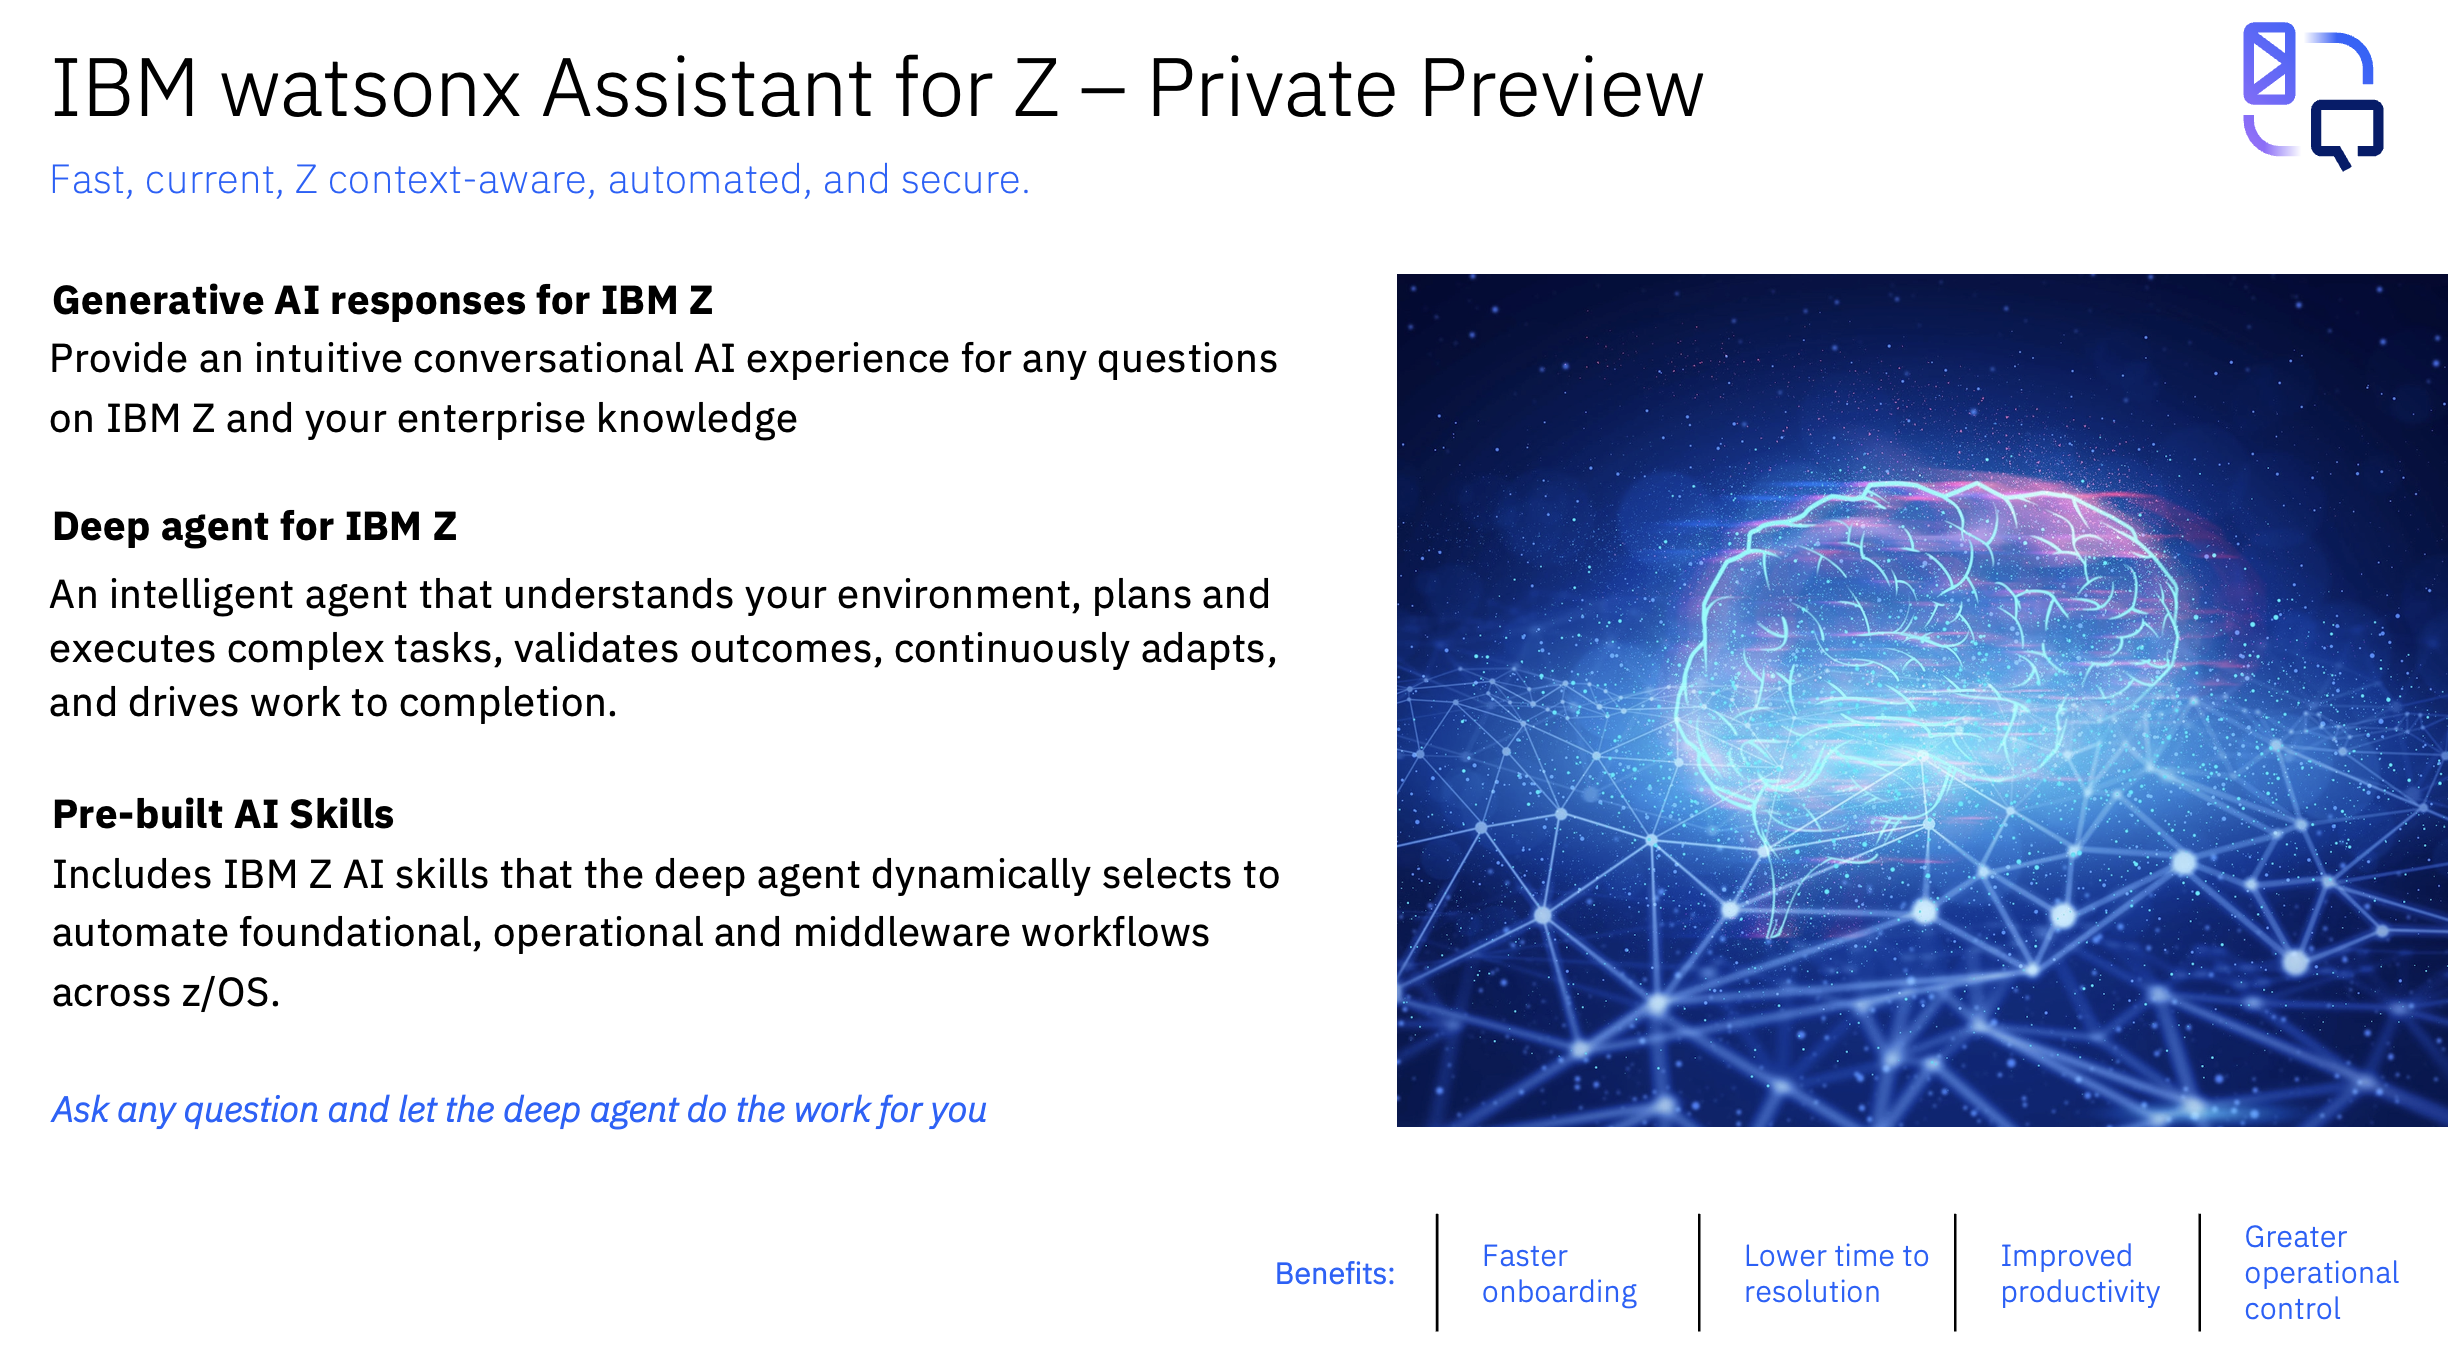 IBM watsonx Assistant for Z – Private Preview
Fast, current, Z context-aware, automated, and secure.
Generative AI responses for IBM Z
Provide an intuitive conversational AI experience for any questions
on IBM Z and your enterprise knowledge
Deep agent for IBM Z
An intelligent agent that understands your environment, plans and
executes complex tasks, validates outcomes, continuously adapts,
and drives work to completion.
Pre-built AI Skills
Includes IBM Z AI skills that the deep agent dynamically selects to
automate foundational, operational and middleware workflows
across z/OS.
Ask any question and let the deep agent do the work for you
Benefits:
Faster
onboarding
Lower time to
resolution
Improved
productivity
Greater
operational
control